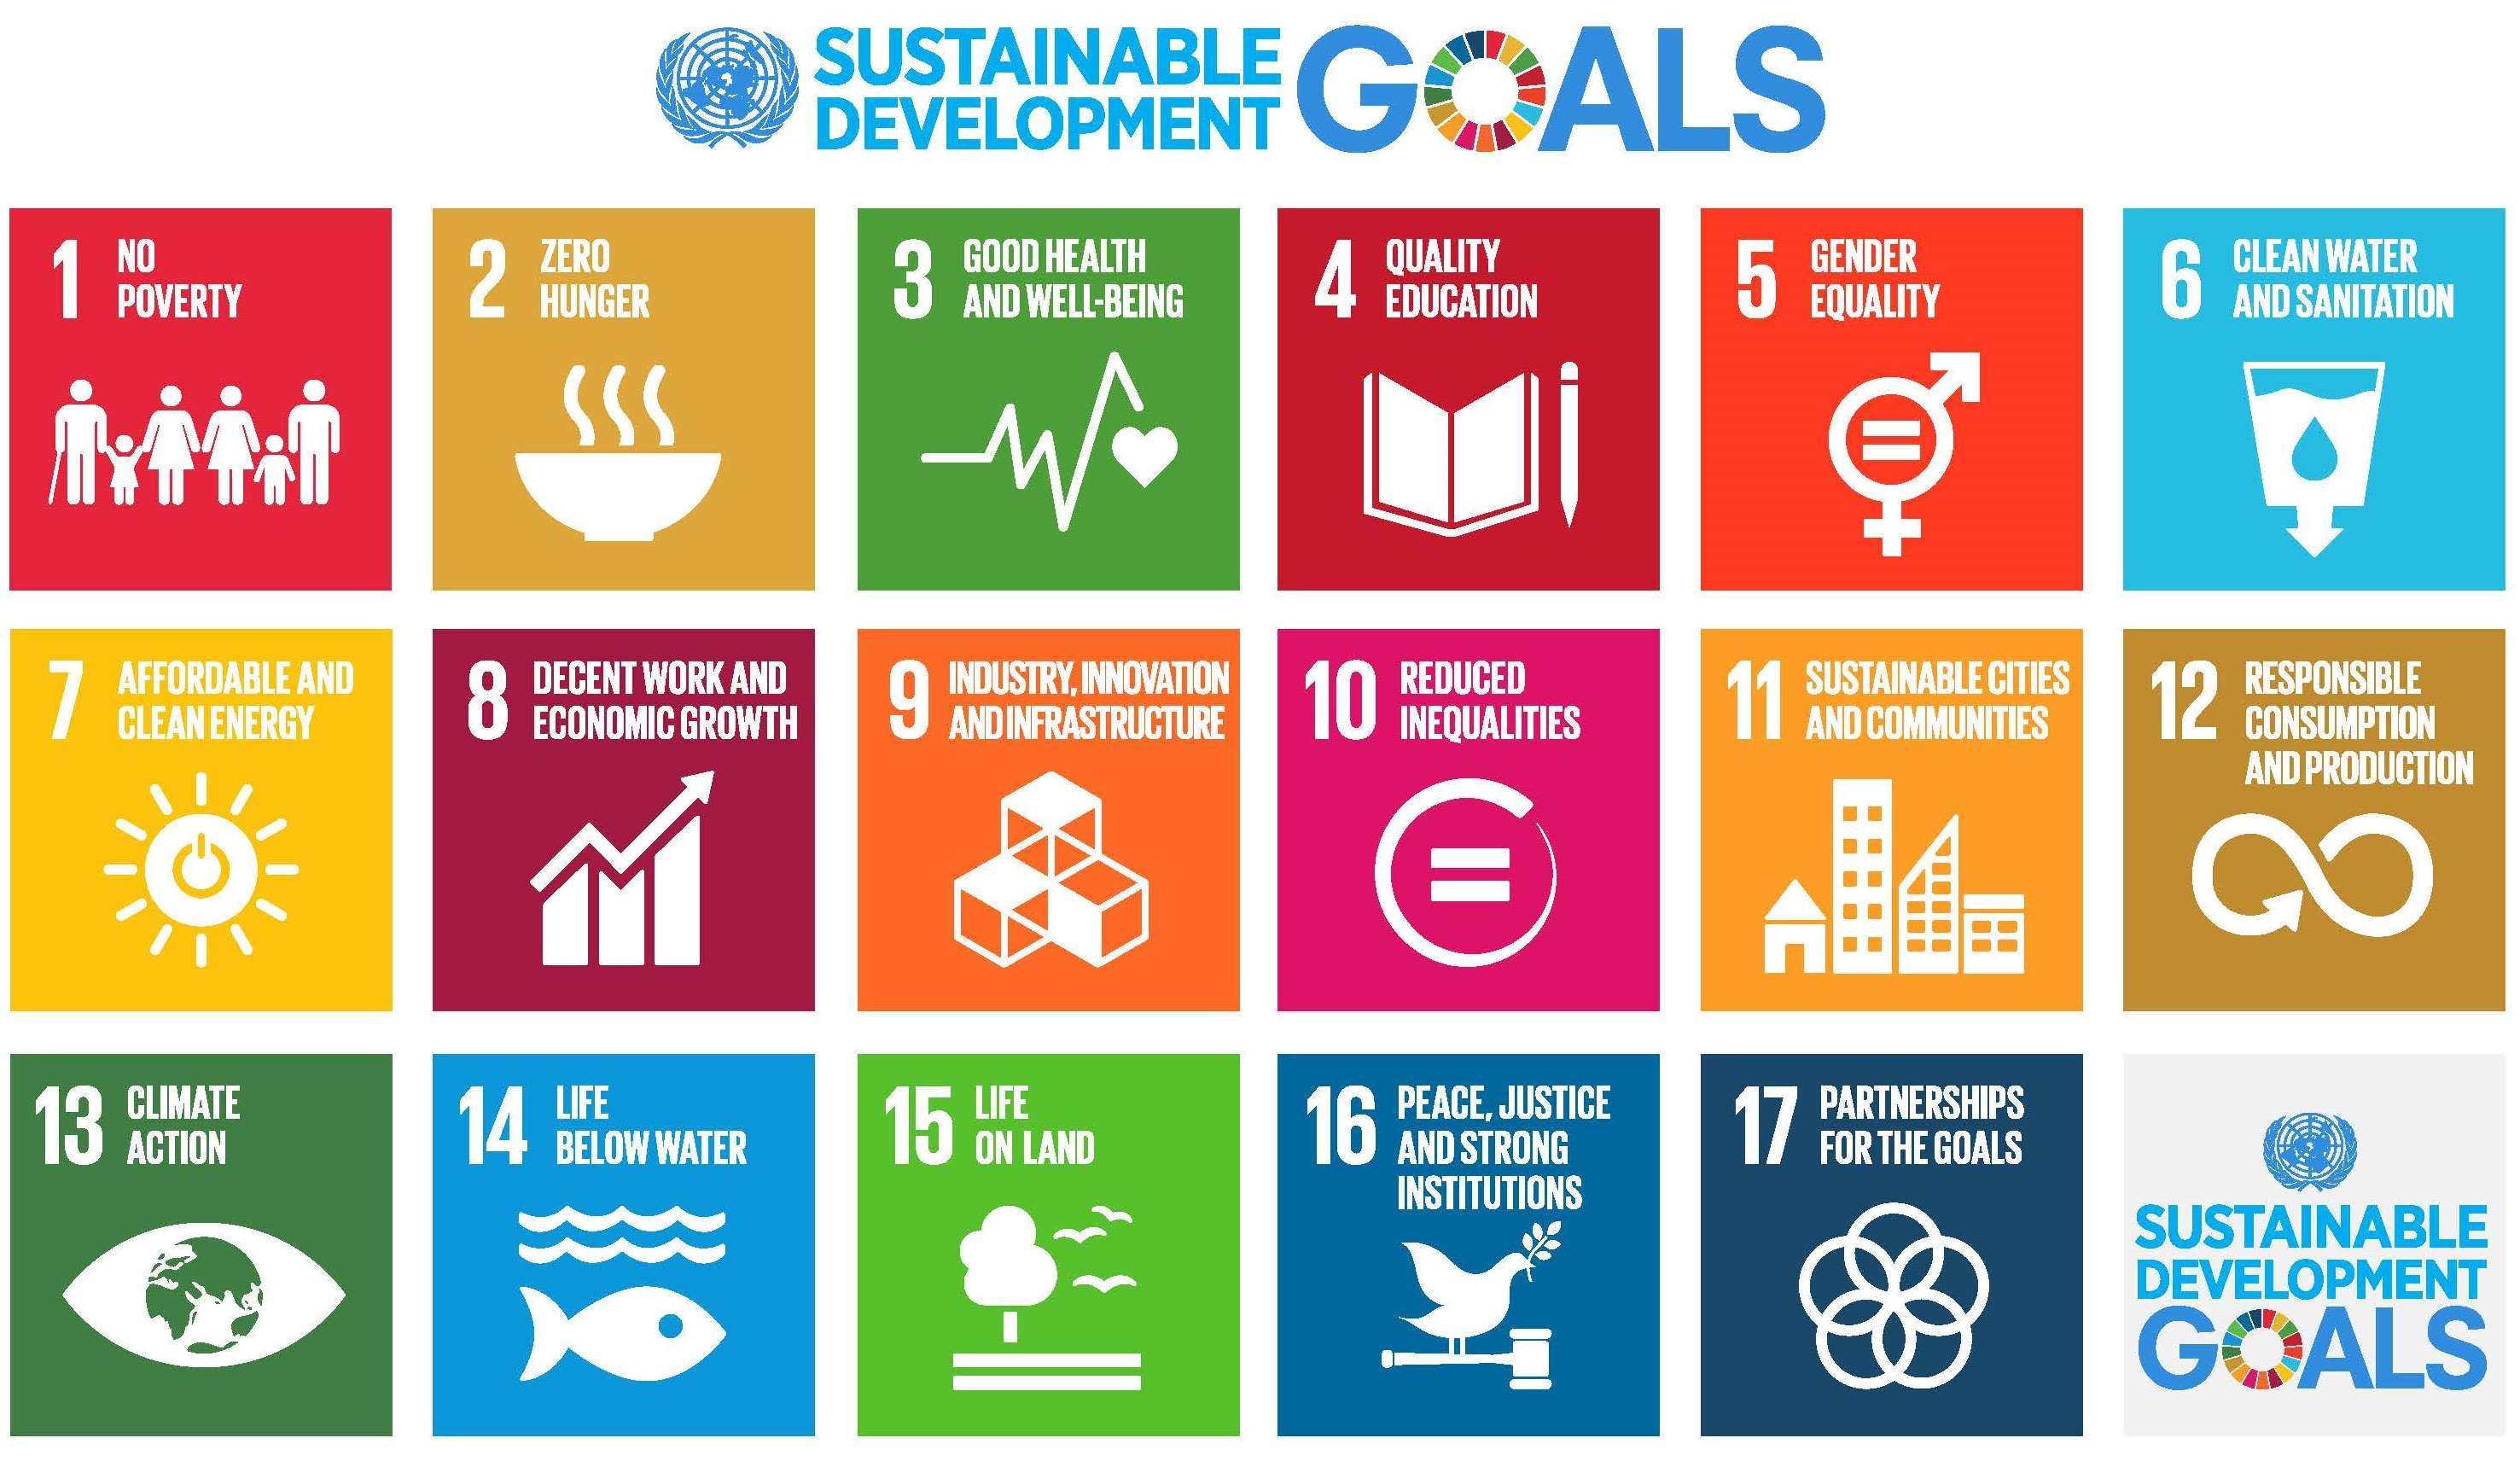 SUSTAINABLE
DEVELOPMENT
GOALS
1
NO
POVERTY
2
ZERO
HUNGER
3
GOOD HEALTH
AND WELL-BEING
4
QUALITY
EDUCATION
5
GENDER
EQUALITY
6
CLEAN WATER
AND SANITATION
7
AFFORDABLE AND
CLEAN ENERGY
8
DECENT WORK AND
ECONOMIC GROWTH
9
INDUSTRY, INNOVATION
AND INFRASTRUCTURE
10
REDUCED
INEQUALITIES
11
SUSTAINABLE CITIES
AND COMMUNITIES
12
RESPONSIBLE
CONSUMPTION
AND PRODUCTION
13
CLIMATE
ACTION
14
LIFE
BELOW WATER
15
LIFE
ON LAND
16
PEACE, JUSTICE
AND STRONG
INSTITUTIONS
17
PARTNERSHIPS
FOR THE GOALS
SUSTAINABLE
DEVELOPMENT
GOALS